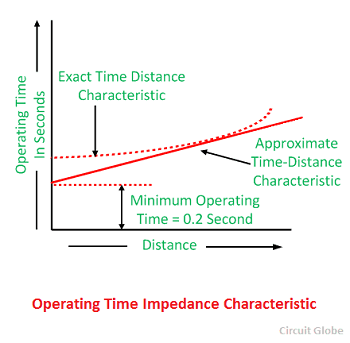 Operating Time
In Seconds
Exact Time Distance
Characteristic
Approximate
Time-Distance
Characteristic
Minimum Operating
Time = 0.2 Second
Distance
Operating Time Impedance Characteristic
Circuit Globe